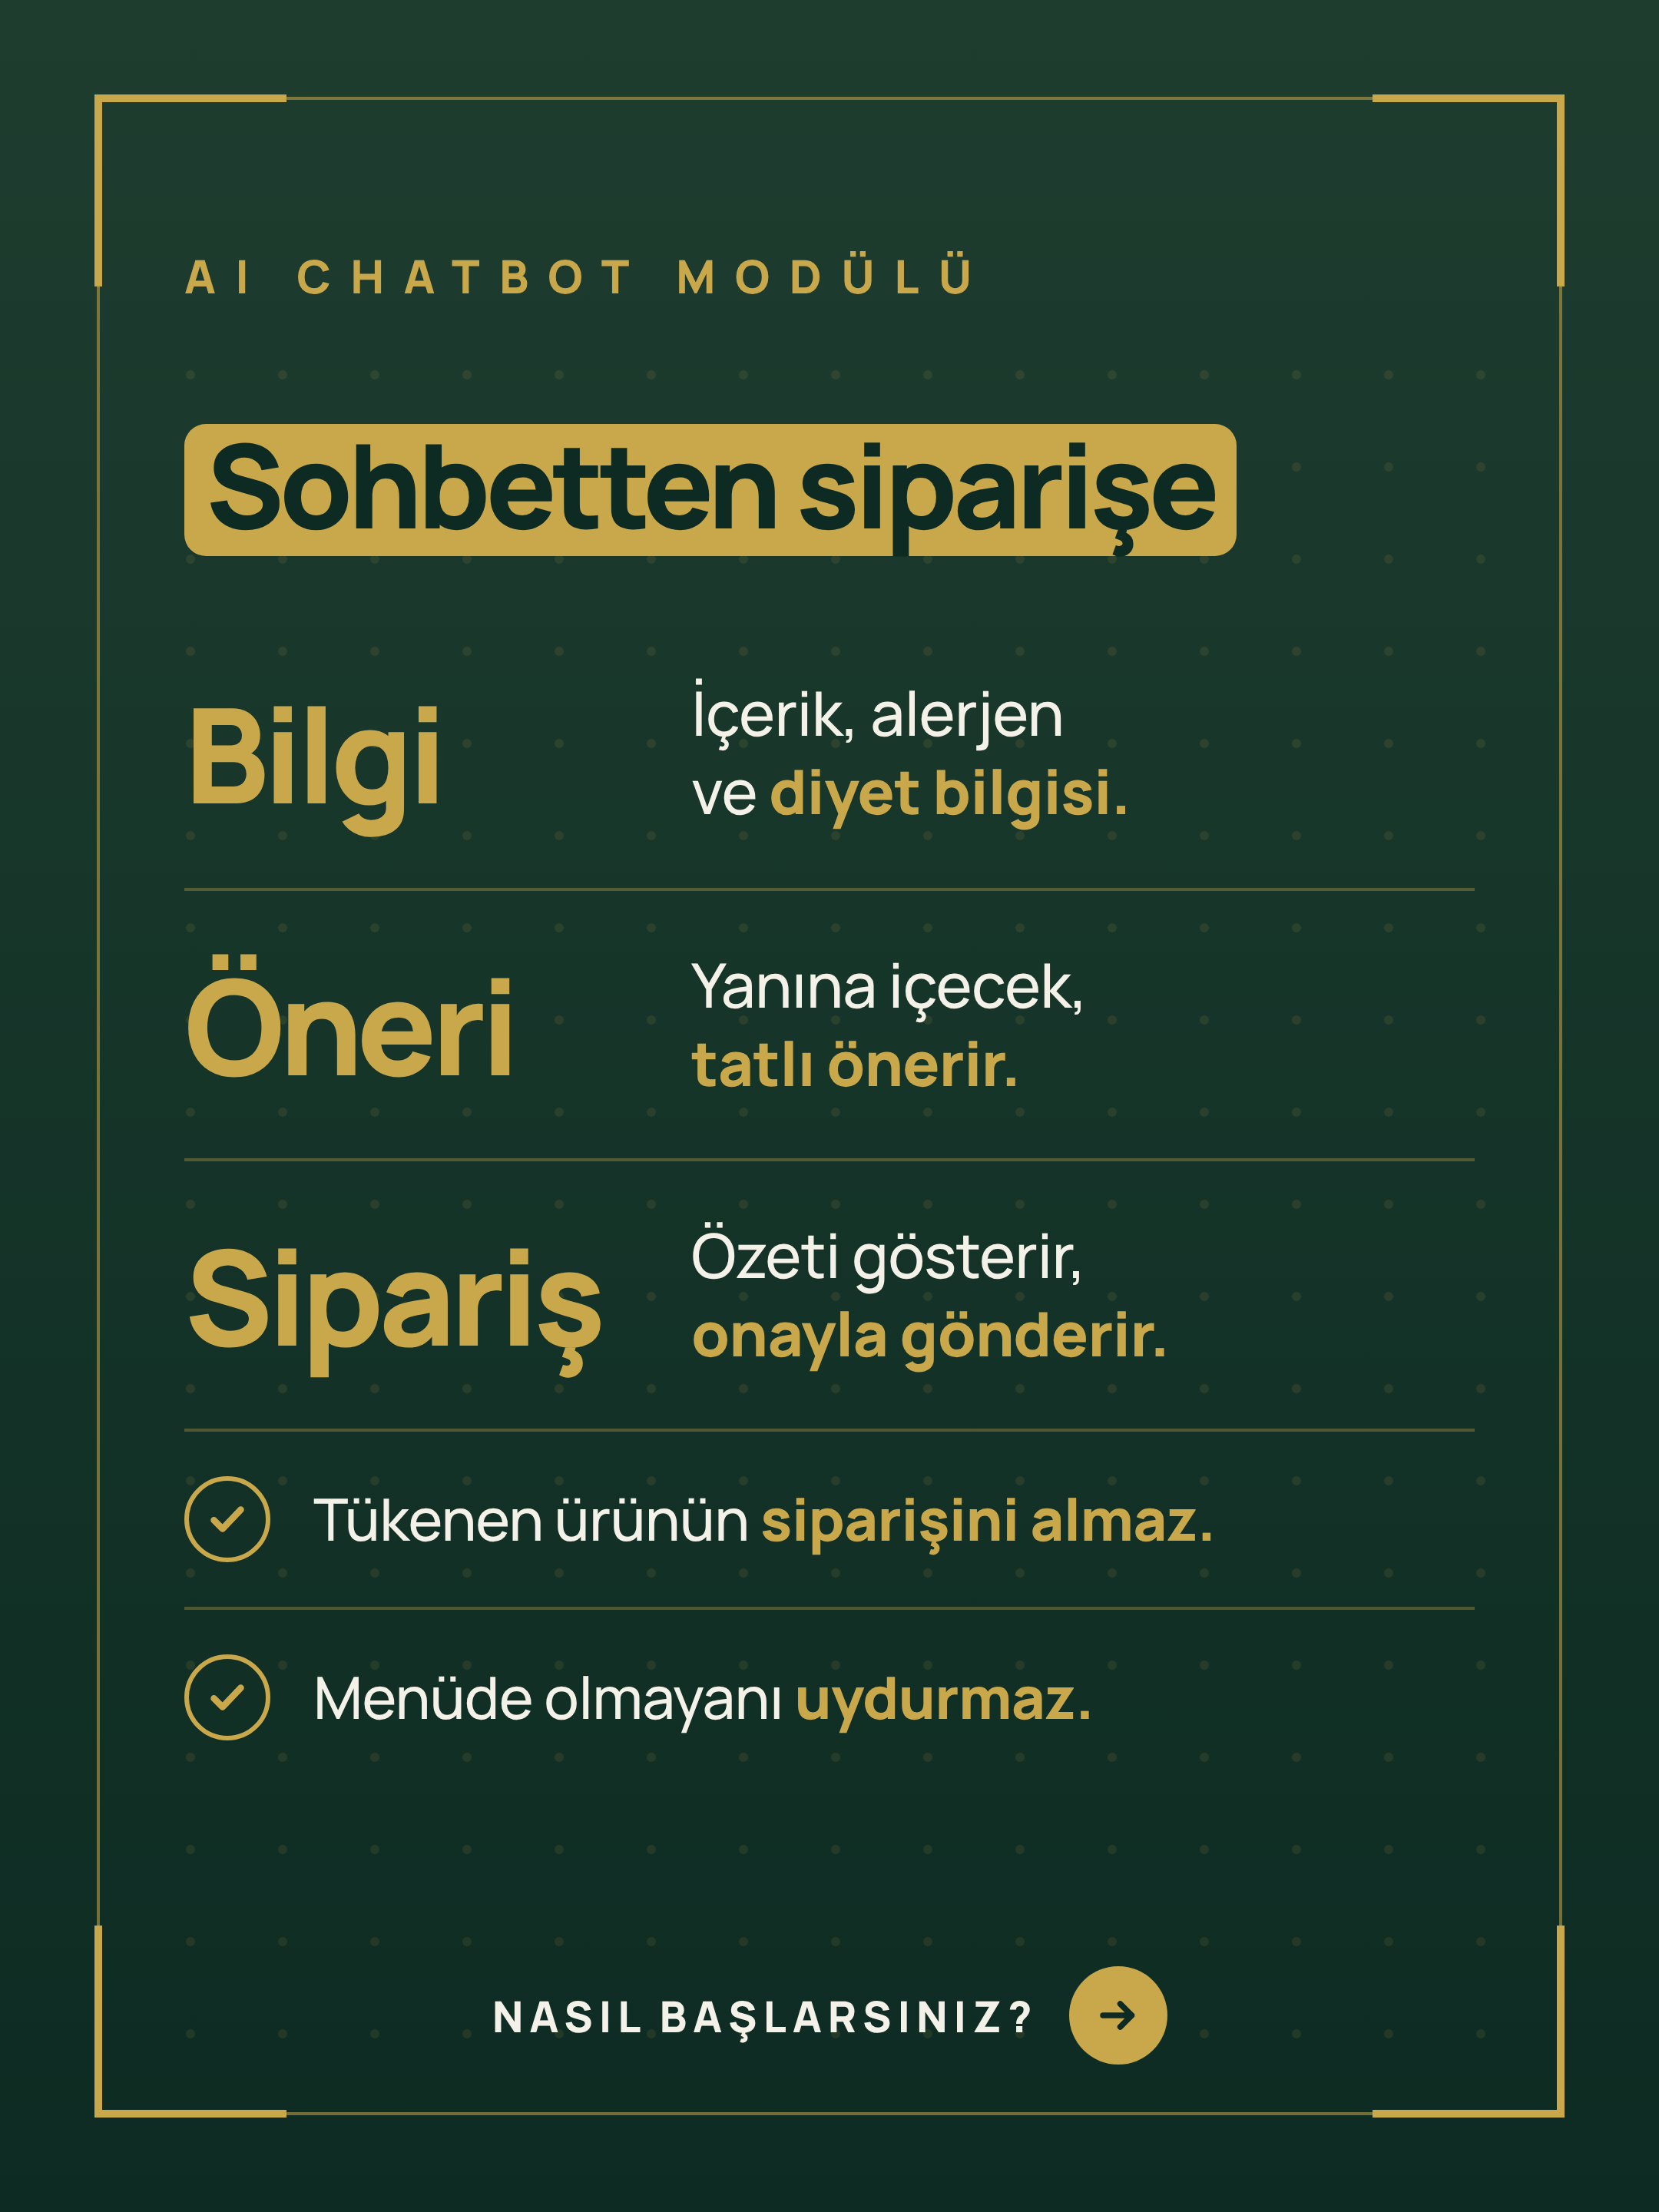 AI CHATBOT MODÜLÜ
Sohbetten siparişe
Bilgi
İçerik, alerjen
ve diyet bilgisi.
Öneri
Yanına içecek,
tatlı önerir.
Sipariş
Özeti gösterir,
onayla gönderir.
Tükenen ürünün siparişini almaz.
Menüde olmayanı uydurmaz.
NASIL BAŞLARSINIZ?